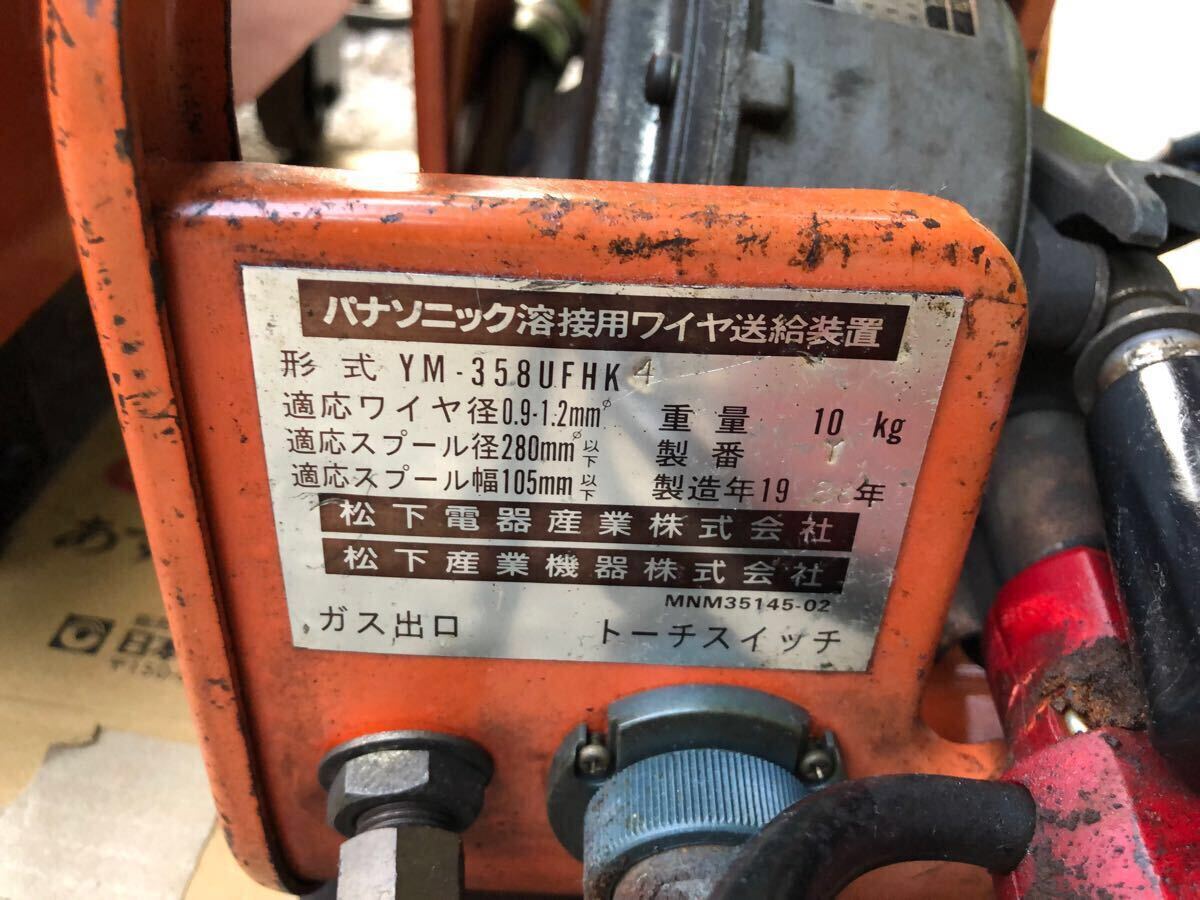 パナソニック溶接用ワイヤ送給装置
形式 YM-358UFHK4
適応ワイヤ径0.9-1.2mmφ 重量 10 kg
適応スプール径280mmφ以下 製番
適応スプール幅105mm以下 製造年19 年
松下電器産業株式会社
松下産業機器株式会社
MNM35145-02
ガス出口 トーチスイッチ
あ
日本